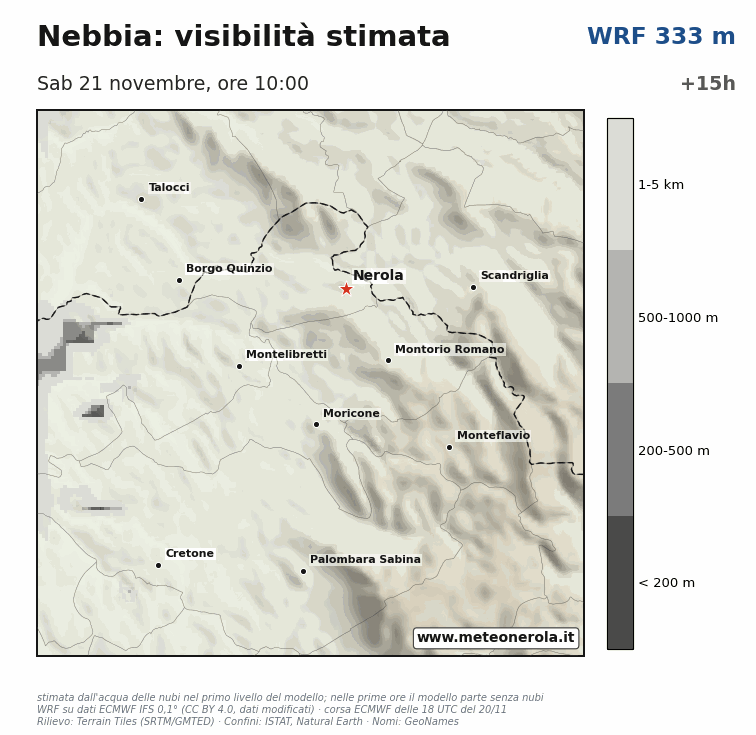 Nebbia: visibilità stimata
WRF 333 m
Sab 21 novembre, ore 10:00
+15h
Talocci
Borgo Quinzio
Nerola
Scandriglia
Montelibretti
Montorio Romano
Moricone
Monteflavio
Cretone
Palombara Sabina
www.meteonerola.it
1-5 km
500-1000 m
200-500 m
< 200 m
stimata dall'acqua delle nubi nel primo livello del modello; nelle prime ore il modello parte senza nubi
WRF su dati ECMWF IFS 0,1° (CC BY 4.0, dati modificati) · corsa ECMWF delle 18 UTC del 20/11
Rilievo: Terrain Tiles (SRTM/GMTED) · Confini: ISTAT, Natural Earth · Nomi: GeoNames